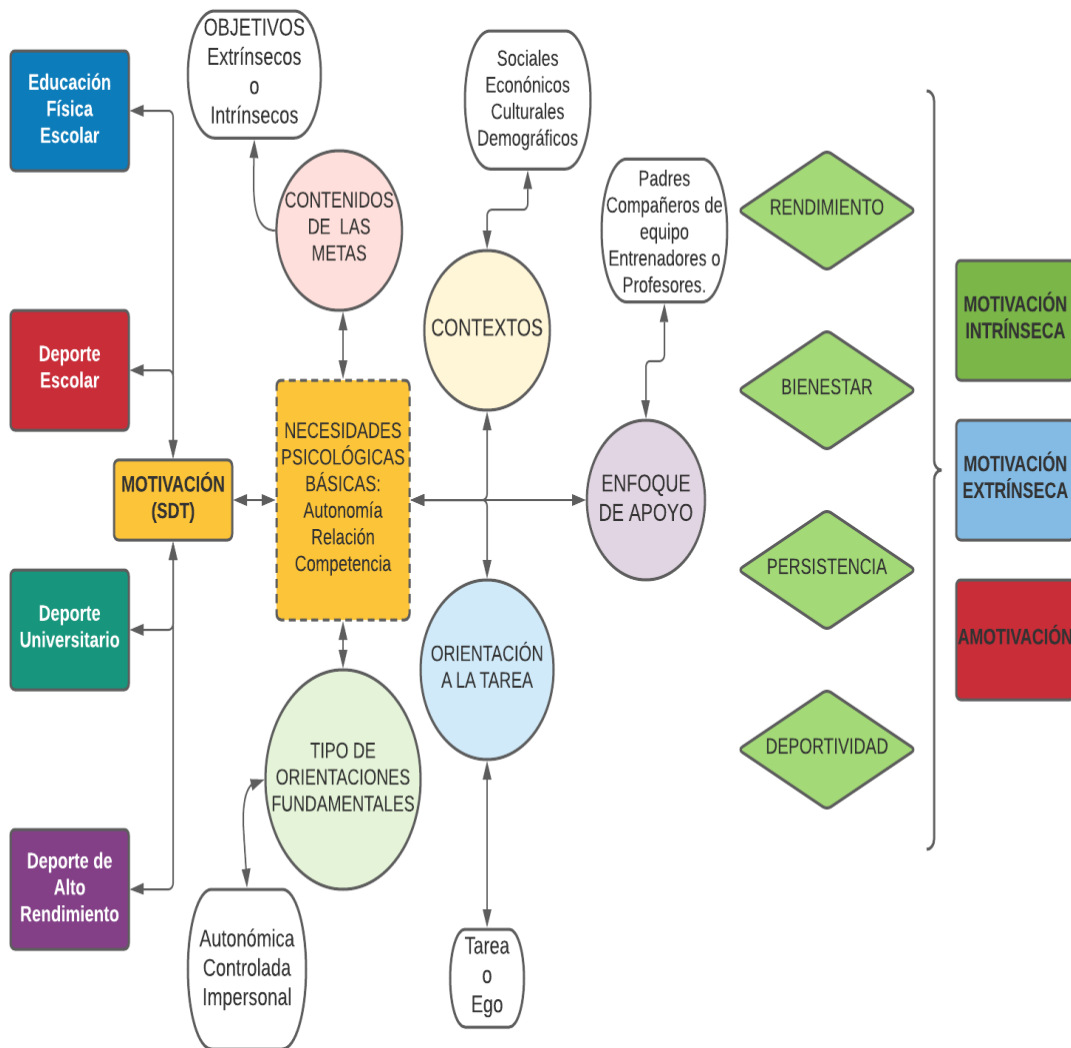 Educación
Física
Escolar
Deporte
Escolar
MOTIVACIÓN
(SDT)
Deporte
Universitario
Deporte de
Alto
Rendimiento
OBJETIVOS
Extrínsecos
o
Intrínsecos
CONTENIDOS
DE LAS
METAS
NECESIDADES
PSICOLÓGICAS
BÁSICAS:
Autonomía
Relación
Competencia
TIPO DE
ORIENTACIONES
FUNDAMENTALES
Autonómica
Controlada
Impersonal
Sociales
Económicos
Culturales
Demográficos
CONTEXTOS
ORIENTACIÓN
A LA TAREA
Tarea
o
Ego
Padres
Compañeros de
equipo
Entrenadores o
Profesores.
ENFOQUE
DE APOYO
RENDIMIENTO
BIENESTAR
PERSISTENCIA
DEPORTIVIDAD
MOTIVACIÓN
INTRÍNSECA
MOTIVACIÓN
EXTRÍNSECA
AMOTIVACIÓN